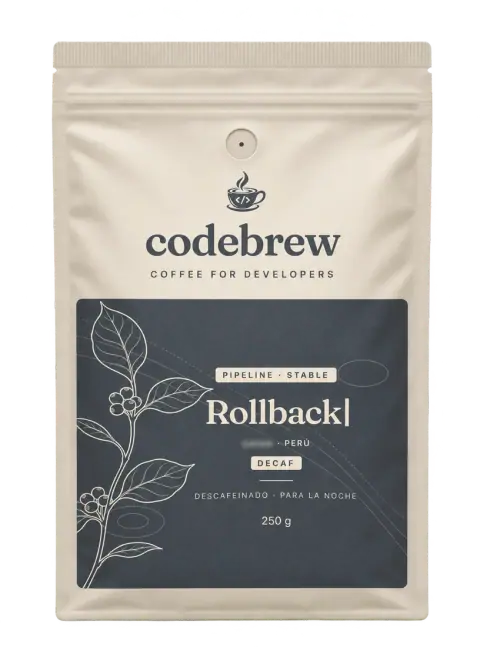 </>
codebrew
COFFEE FOR DEVELOPERS
PIPELINE · STABLE
Rollback|
· PERÚ
DECAF
DESCAFEINADO · PARA LA NOCHE
250 g